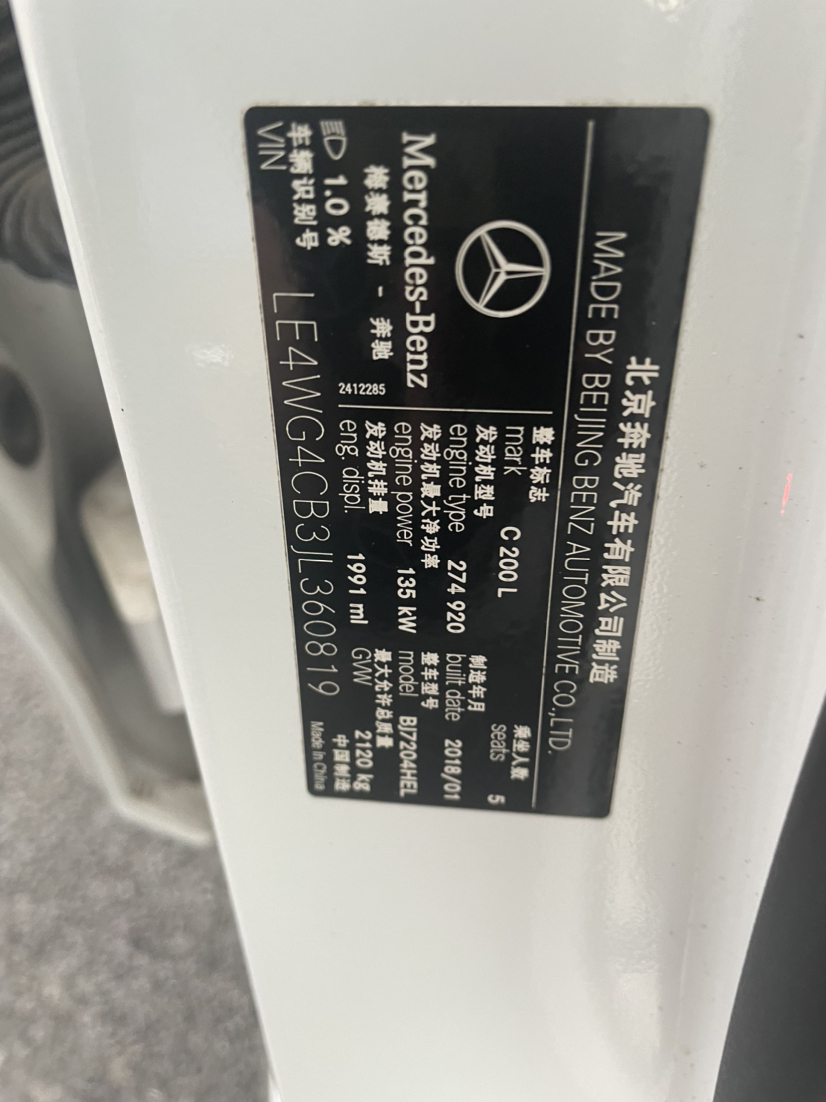 北京奔驰汽车有限公司制造
MADE BY BEIJING BENZ AUTOMOTIVE CO.,LTD.
Mercedes-Benz
梅赛德斯 - 奔驰
1.0 %
2412285
整车标志
mark C 200 L
乘坐人数
seats 5
发动机型号
engine type 274 920
制造年月
built date 2018/01
发动机最大净功率
engine power 135 kW
整车型号
model BJ7204HEL
发动机排量
eng. displ. 1991 ml
最大允许总质量
GVW 2120 kg
车辆识别号
VIN LE4WG4CB3JL360819
中国制造
Made In China